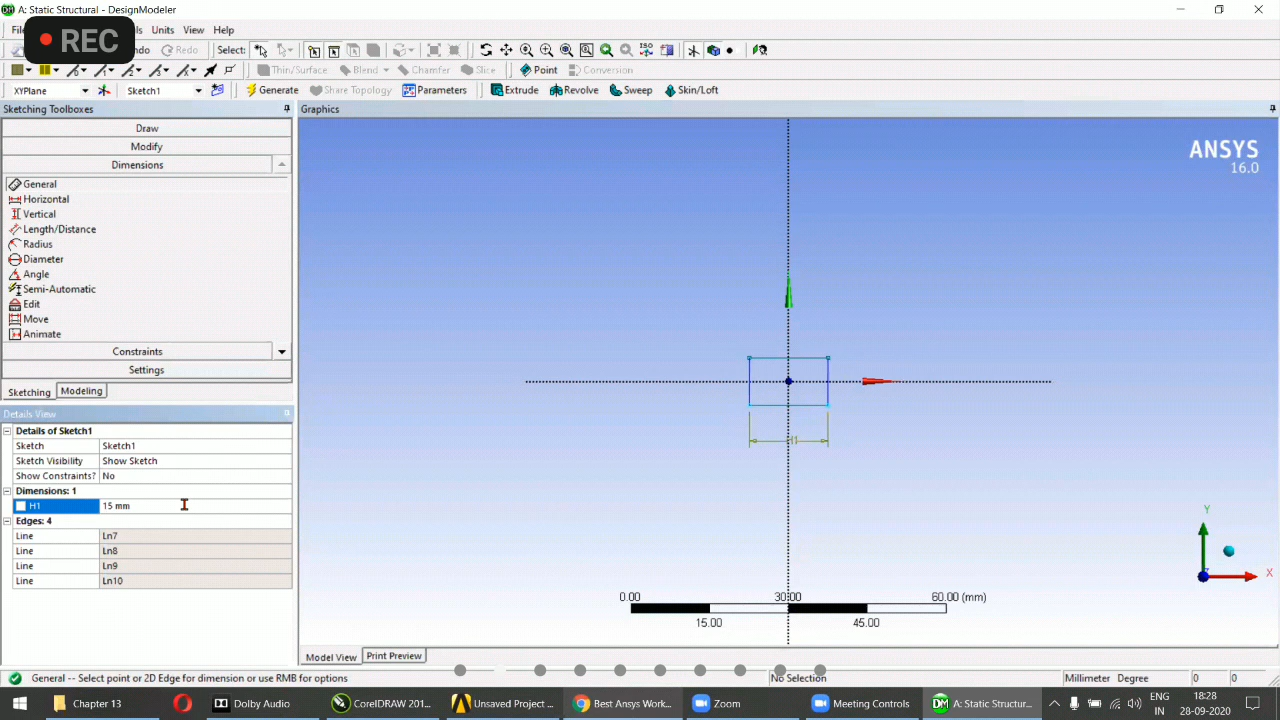 A: Static Structural - DesignModeler
REC
Units View Help
Redo Select:
Thin/Surface Blend Chamfer Slice Point Conversion
XYPlane Sketch1 Generate Share Topology Parameters Extrude Revolve Sweep Skin/Loft
Sketching Toolboxes
Draw
Modify
Dimensions
General
Horizontal
Vertical
Length/Distance
Radius
Diameter
Angle
Semi-Automatic
Edit
Move
Animate
Constraints
Settings
Sketching Modeling
Details View
Details of Sketch1
Sketch Sketch1
Sketch Visibility Show Sketch
Show Constraints? No
Dimensions: 1
H1 15 mm
Edges: 4
Line Ln7
Line Ln8
Line Ln9
Line Ln10
Graphics
ANSYS
16.0
H1
Y
X
0.00 30.00 60.00 (mm)
15.00 45.00
Model View Print Preview
General -- Select point or 2D Edge for dimension or use RMB for options No Selection Millimeter Degree 0 0
Chapter 13 Dolby Audio CorelDRAW 201... Unsaved Project ... Best Ansys Work... Zoom Meeting Controls A: Static Structur...
ENG
IN
18:28
28-09-2020